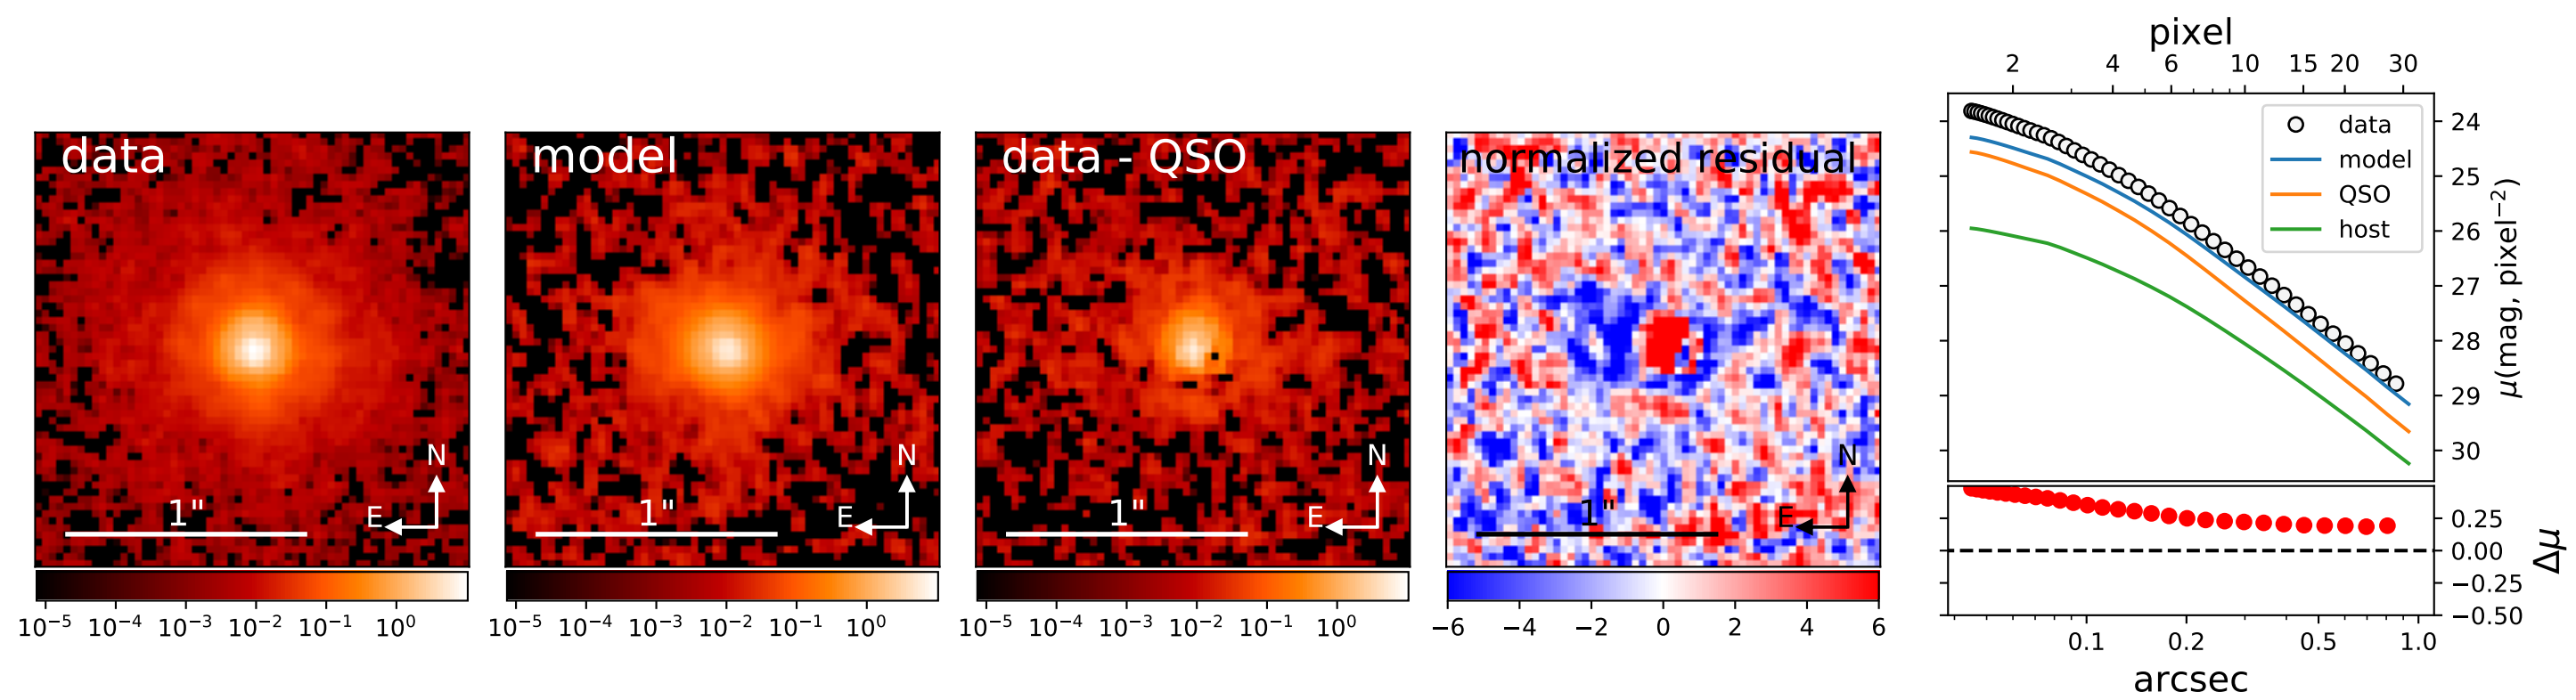 data
1"
N
E
10⁻⁵ 10⁻⁴ 10⁻³ 10⁻² 10⁻¹ 10⁰
model
1"
N
E
10⁻⁵ 10⁻⁴ 10⁻³ 10⁻² 10⁻¹ 10⁰
data - QSO
1"
N
E
10⁻⁵ 10⁻⁴ 10⁻³ 10⁻² 10⁻¹ 10⁰
normalized residual
1"
N
E
−6 −4 −2 0 2 4 6
pixel
2 4 6 10 15 20 30
data
model
QSO
host
24
25
26
27
28
29
30
μ(mag, pixel⁻²)
0.25
0.00
−0.25
−0.50
Δμ
0.1 0.2 0.5 1.0
arcsec